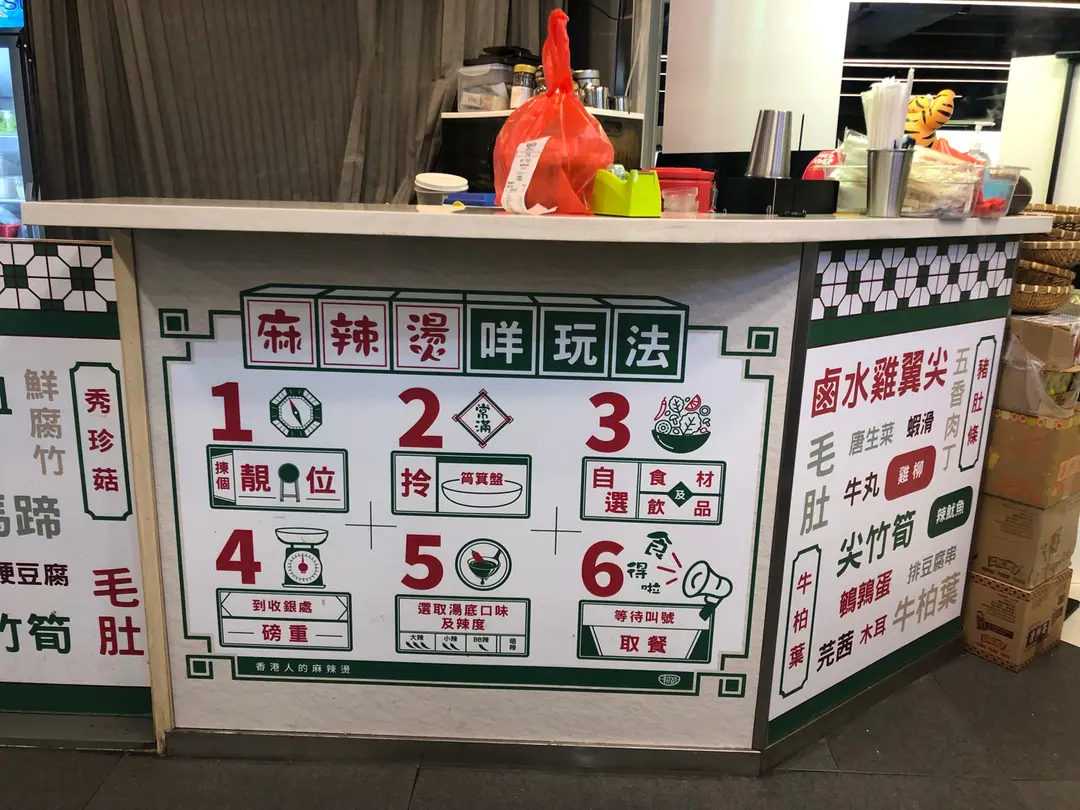 鮮腐竹
秀珍菇
馬蹄
豆腐
毛肚
竹筍
麻辣燙咩玩法
1
揀個靚位
2
常滿
拎筲箕盤
3
自選食材及飲品
4
到收銀處
磅重
5
選取湯底口味
及辣度
大辣 小辣 BB辣 唔辣
6
食得啦
等待叫號
取餐
香港人的麻辣燙
鹵水雞翼尖
五香肉丁
豬肚條
毛肚
唐生菜
蝦滑
牛丸
雞柳
尖竹筍
辣魷魚
牛柏葉
鵪鶉蛋
排豆腐串
芫茜
木耳
牛柏葉